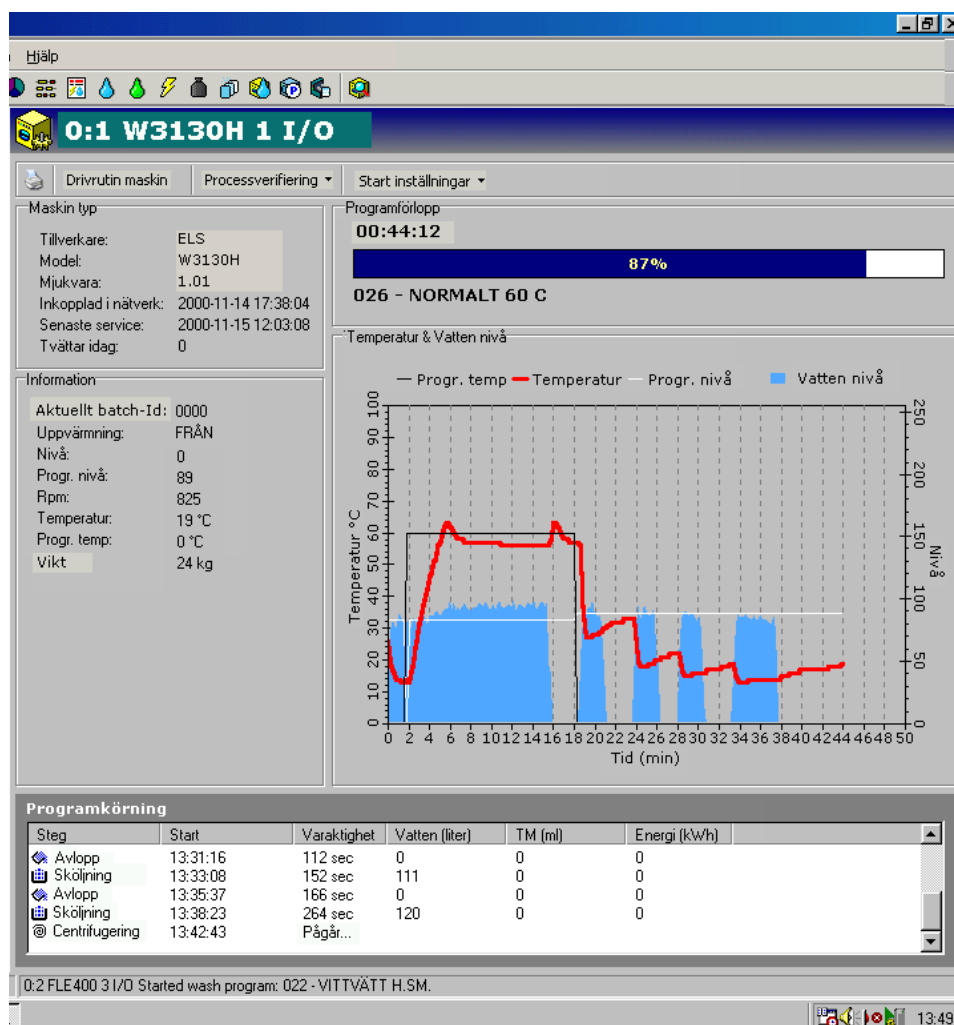 Hjälp
0:1 W3130H 1 I/O
Drivrutin maskin Processverifiering Start inställningar
Maskin typ
Tillverkare: ELS
Model: W3130H
Mjukvara: 1.01
Inkopplad i nätverk: 2000-11-14 17:38:04
Senaste service: 2000-11-15 12:03:08
Tvättar idag: 0
Programförlopp
00:44:12
87%
026 - NORMALT 60 C
Information
Aktuellt batch-Id: 0000
Uppvärmning: FRÅN
Nivå: 0
Progr. nivå: 89
Rpm: 825
Temperatur: 19 °C
Progr. temp: 0 °C
Vikt 24 kg
Temperatur & Vatten nivå
Progr. temp Temperatur Progr. nivå Vatten nivå
100
90
80
70
60
50
40
30
20
10
0
Temperatur °C
250
200
150
100
50
0
Nivå
0 2 4 6 8 10 12 14 16 18 20 22 24 26 28 30 32 34 36 38 40 42 44 46 48 50
Tid (min)
Programkörning
Steg Start Varaktighet Vatten (liter) TM (ml) Energi (kWh)
Avlopp 13:31:16 112 sec 0 0 0
Sköljning 13:33:08 152 sec 111 0 0
Avlopp 13:35:37 166 sec 0 0 0
Sköljning 13:38:23 264 sec 120 0 0
Centrifugering 13:42:43 Pågår...
0:2 FLE400 3 I/O Started wash program: 022 - VITTVÄTT H.SM.
13:49